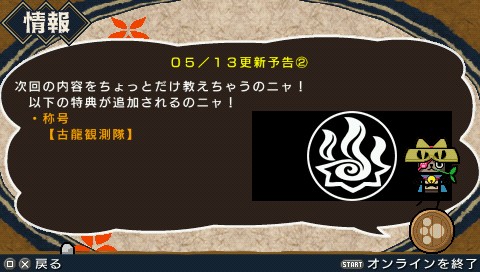 情報
05/13更新予告②
次回の内容をちょっとだけ教えちゃうのニャ!
以下の特典が追加されるのニャ!
・称号
【古龍観測隊】
戻る
START オンラインを終了